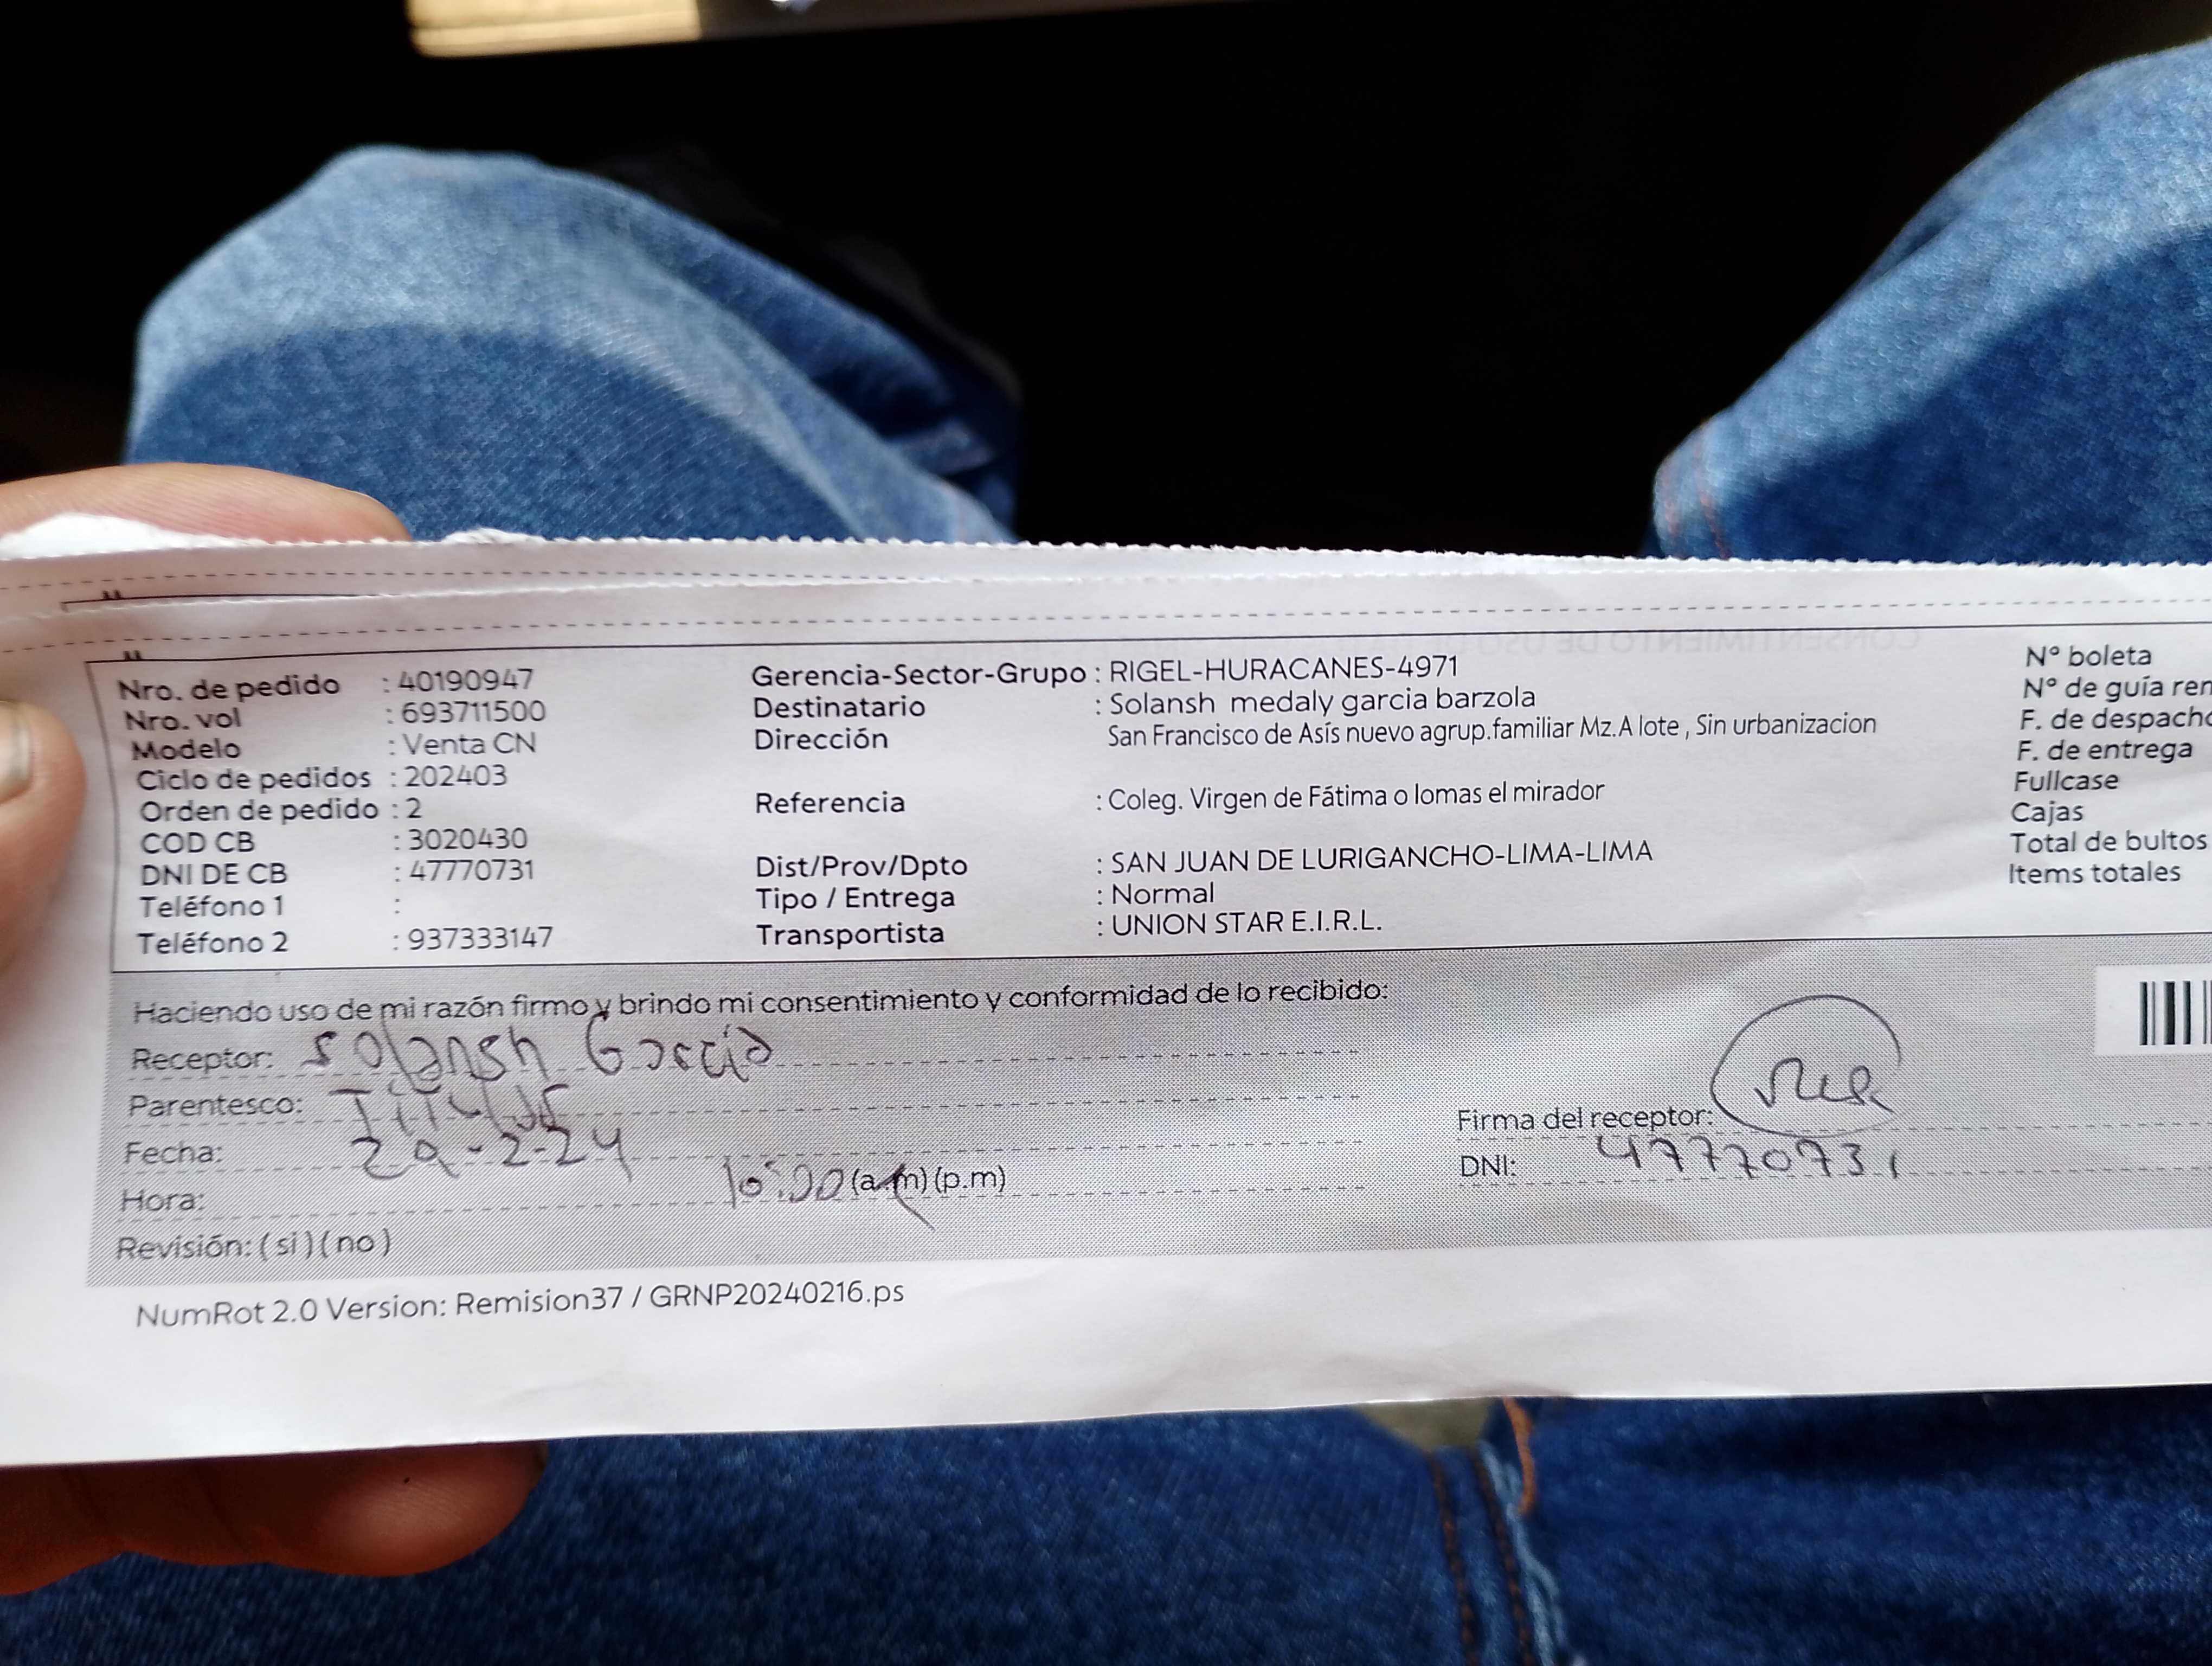 Nro. de pedido : 40190947
Nro. vol : 693711500
Modelo : Venta CN
Ciclo de pedidos : 202403
Orden de pedido : 2
COD CB : 3020430
DNI DE CB : 47770731
Teléfono 1 :
Teléfono 2 : 937333147
Gerencia-Sector-Grupo : RIGEL-HURACANES-4971
Destinatario : Solansh medaly garcia barzola
Dirección San Francisco de Asís nuevo agrup.familiar Mz.A lote , Sin urbanizacion
Referencia : Coleg. Virgen de Fátima o lomas el mirador
Dist/Prov/Dpto : SAN JUAN DE LURIGANCHO-LIMA-LIMA
Tipo / Entrega : Normal
Transportista : UNION STAR E.I.R.L.
N° boleta
N° de guía rem
F. de despacho
F. de entrega
Fullcase
Cajas
Total de bultos
Items totales
Haciendo uso de mi razón firmo y brindo mi consentimiento y conformidad de lo recibido:
Receptor: Solansh Garcia
Parentesco:
Fecha: 29-2-24
Hora: (a.m)(p.m)
Revisión: (si)(no)
Firma del receptor:
DNI: 47770731
NumRot 2.0 Version: Remision37 / GRNP20240216.ps